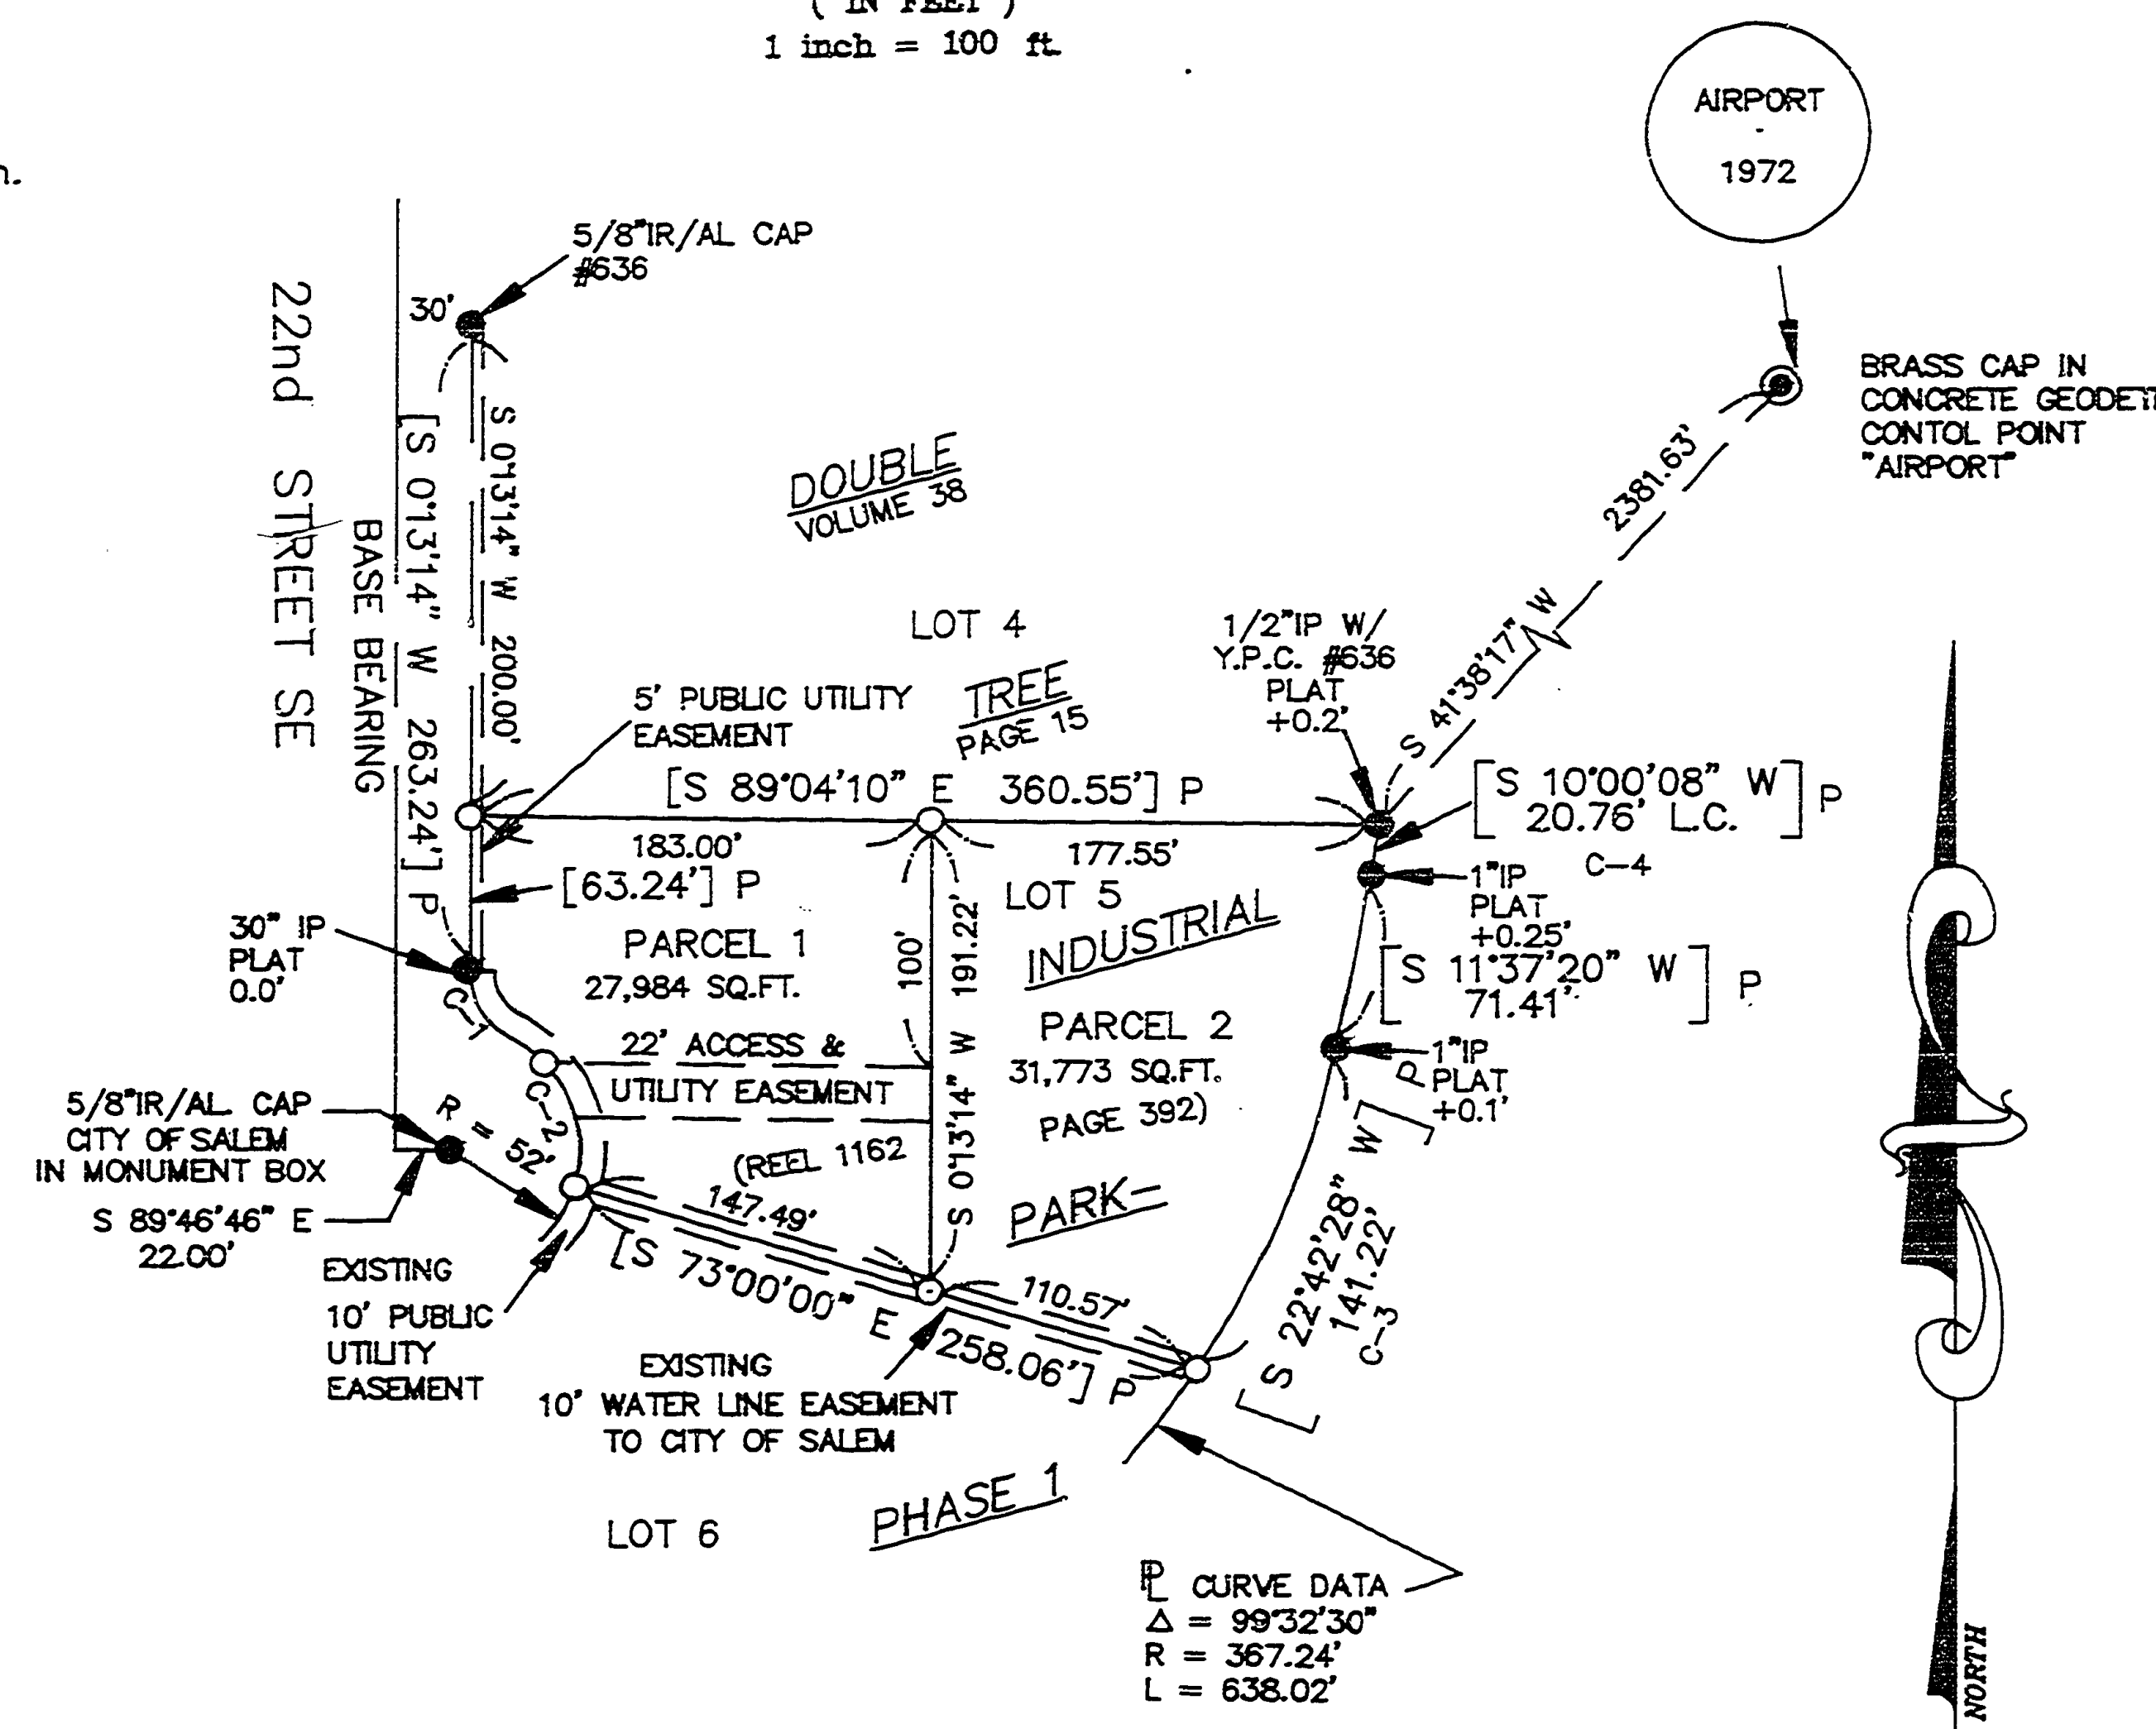 ( IN FEET )
1 inch = 100 ft.
AIRPORT
-
1972
n.
5/8"IR/AL CAP
#636
30'
BRASS CAP IN
CONCRETE GEODETI
CONTOL POINT
"AIRPORT"
22nd STREET SE
BASE BEARING
[S 0°13'14" W 263.24'] P
S 0°13'14" W 200.00'
DOUBLE
VOLUME 38
2381.63'
S 41°38'17" W
LOT 4
1/2"IP W/
Y.P.C. #636
PLAT
+0.2'
5' PUBLIC UTILITY
EASEMENT
TREE
PAGE 15
[S 89°04'10" E 360.55'] P
[S 10°00'08" W
20.76' L.C.] P
C-4
183.00'
177.55'
[63.24'] P
LOT 5
1"IP
PLAT
+0.25'
30" IP
PLAT
0.0'
PARCEL 1
27,984 SQ.FT.
100'
S 0°13'14" W 191.22'
INDUSTRIAL
[S 11°37'20" W
71.41'] P
C-1
22' ACCESS &
UTILITY EASEMENT
PARCEL 2
31,773 SQ.FT.
PAGE 392)
1"IP
PLAT
+0.1'
5/8"IR/AL CAP
CITY OF SALEM
IN MONUMENT BOX
R = 52'
C-2
(REEL 1162
S 89°46'46" E
22.00'
147.49'
PARK-
[S 22°42'28" W] P
141.22'
C-3
[S 73°00'00" E 258.06'] P
110.57'
EXISTING
10' PUBLIC
UTILITY
EASEMENT
EXISTING
10' WATER LINE EASEMENT
TO CITY OF SALEM
PHASE 1
LOT 6
PL CURVE DATA
Δ = 99°32'30"
R = 367.24'
L = 638.02'
NORTH